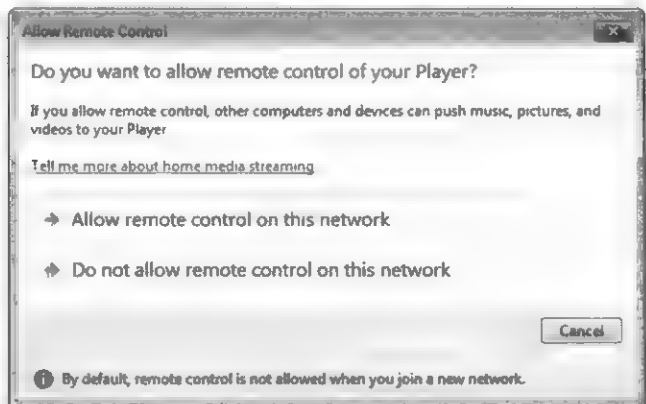 Allow Remote Control
Do you want to allow remote control of your Player?
If you allow remote control, other computers and devices can push music, pictures, and
videos to your Player
Tell me more about home media streaming
Allow remote control on this network
Do not allow remote control on this network
Cancel
By default, remote control is not allowed when you join a new network.